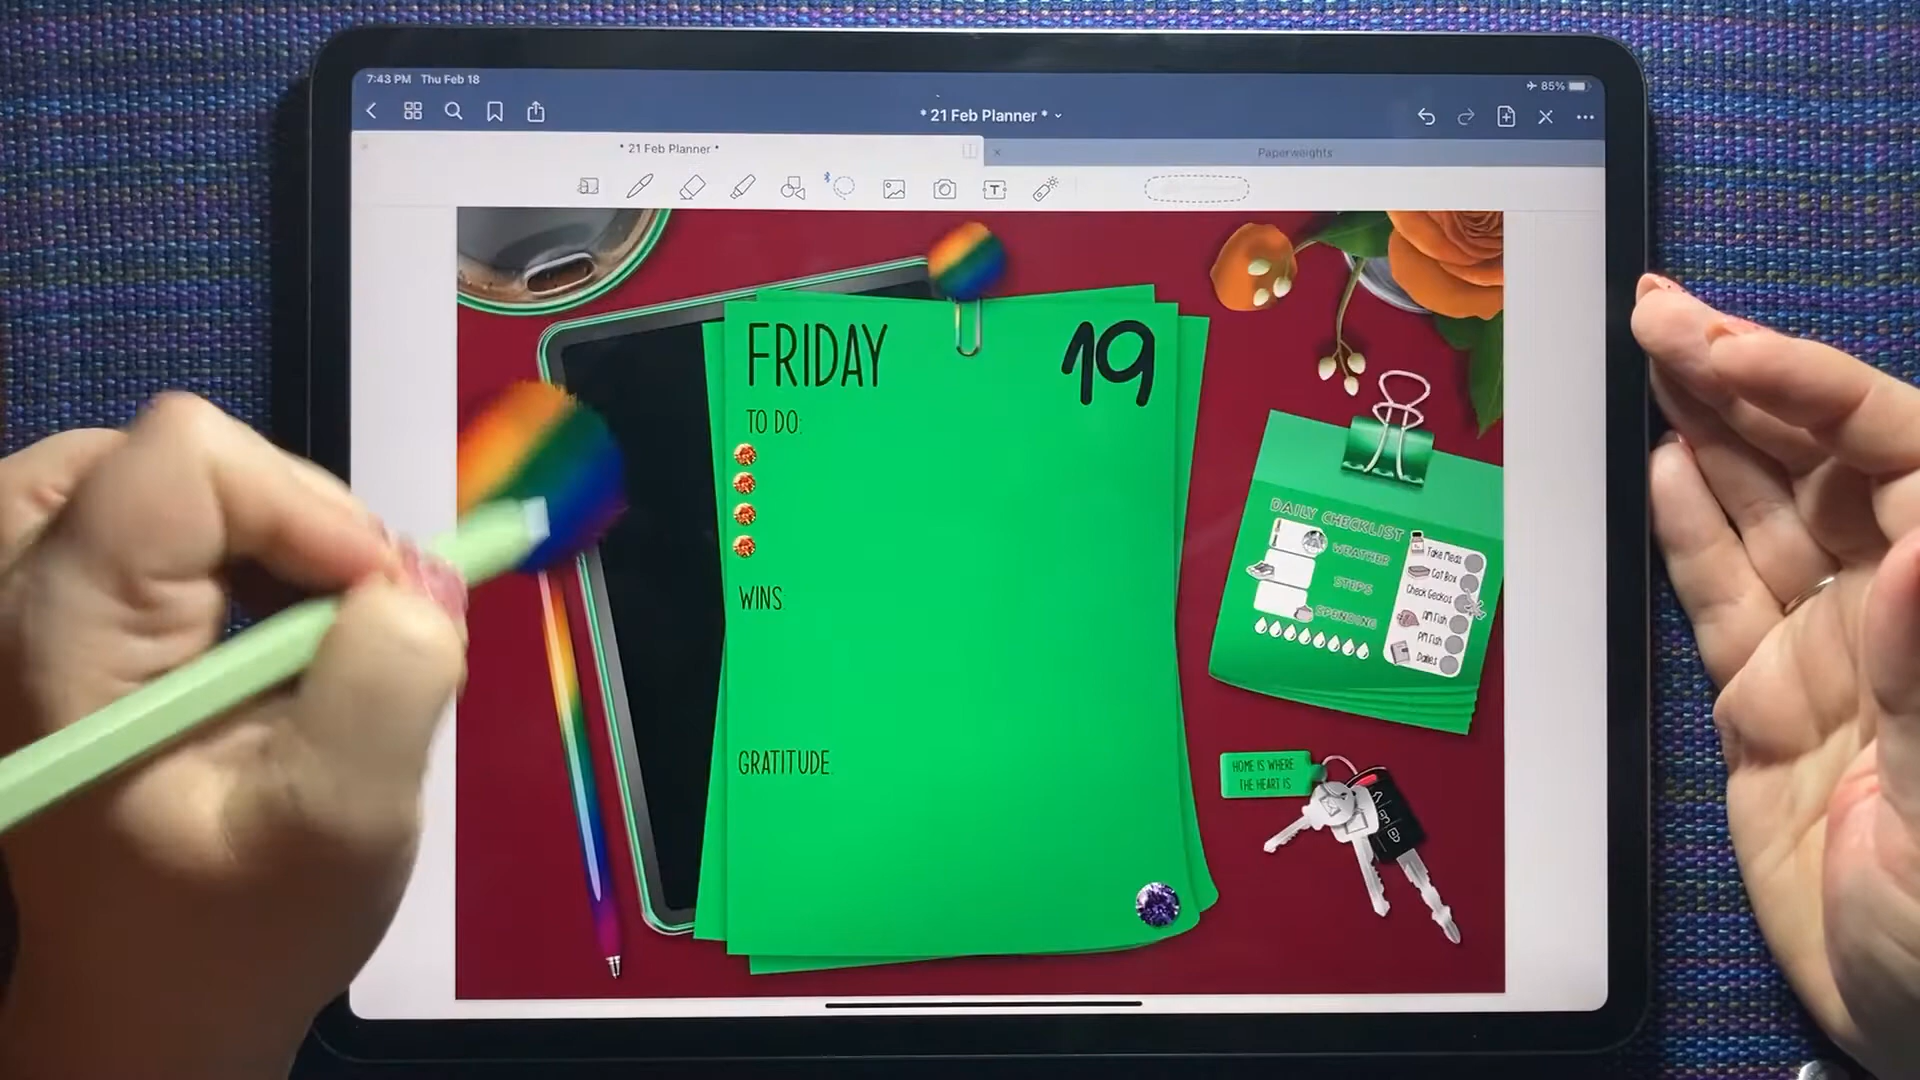 7:43 PM Thu Feb 18
85%
* 21 Feb Planner *
* 21 Feb Planner *
Paperweights
T
FRIDAY
19
TO DO:
WINS:
GRATITUDE:
DAILY CHECKLIST
WEATHER
STEPS
SPENDING
Take Meds
Cat Box
Check Geckos
AM Fish
PM Fish
Dailies
HOME IS WHERE
THE HEART IS